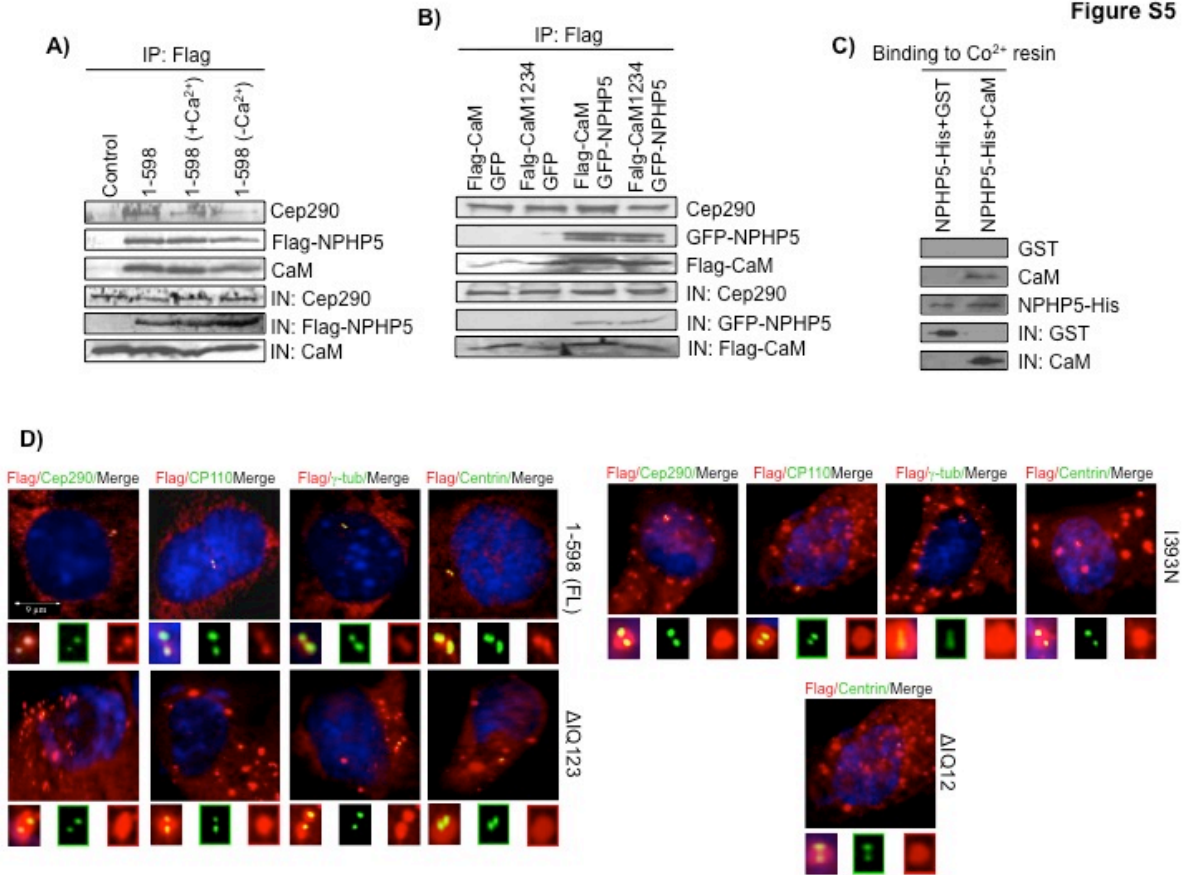 Figure S5
A)
IP: Flag
Control
1-598
1-598 (+Ca²⁺)
1-598 (-Ca²⁺)
Cep290
Flag-NPHP5
CaM
IN: Cep290
IN: Flag-NPHP5
IN: CaM
B)
IP: Flag
Flag-CaM
GFP
Falg-CaM1234
GFP
Flag-CaM
GFP-NPHP5
Falg-CaM1234
GFP-NPHP5
Cep290
GFP-NPHP5
Flag-CaM
IN: Cep290
IN: GFP-NPHP5
IN: Flag-CaM
C)
Binding to Co²⁺ resin
NPHP5-His+GST
NPHP5-His+CaM
GST
CaM
NPHP5-His
IN: GST
IN: CaM
D)
Flag/Cep290/Merge
Flag/CP110Merge
Flag/γ-tub/Merge
Flag/Centrin/Merge
9 μm
1-598 (FL)
ΔIQ123
Flag/Cep290/Merge
Flag/CP110/Merge
Flag/γ-tub/Merge
Flag/Centrin/Merge
I393N
Flag/Centrin/Merge
ΔIQ12